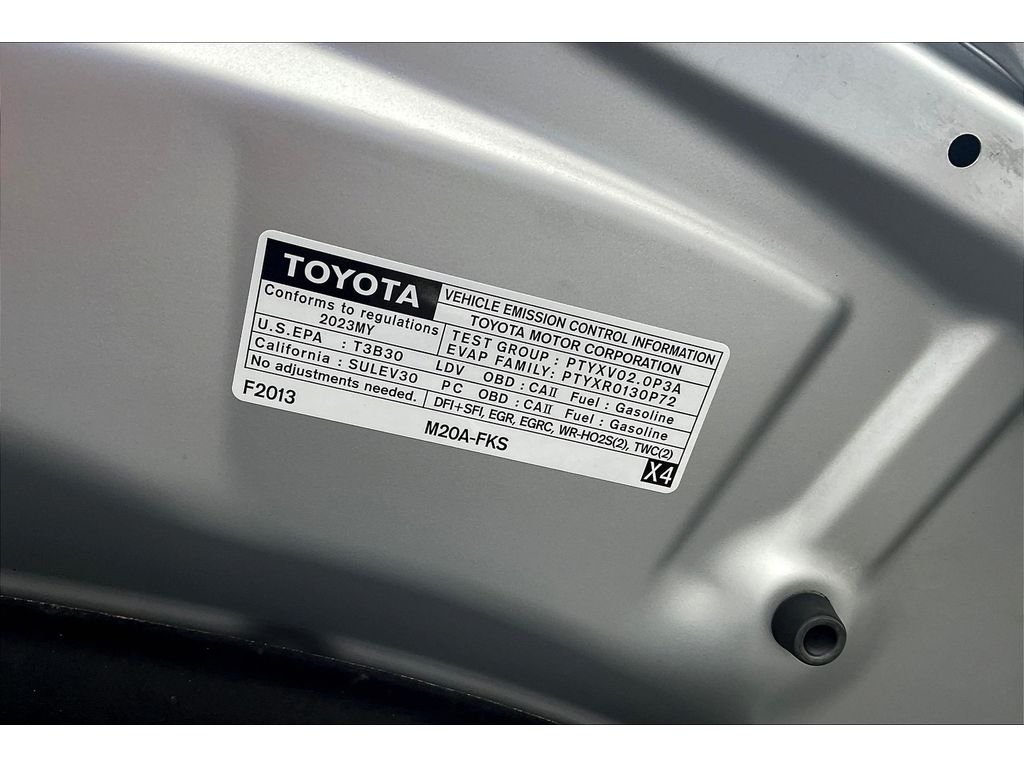 TOYOTA
VEHICLE EMISSION CONTROL INFORMATION
Conforms to regulations
TOYOTA MOTOR CORPORATION
2023MY
TEST GROUP : PTYXV02.0P3A
EVAP FAMILY: PTYXR0130P72
U.S.EPA : T3B30 LDV OBD : CAII Fuel : Gasoline
California : SULEV30 PC OBD : CAII Fuel : Gasoline
No adjustments needed. DFI+SFI, EGR, EGRC, WR-HO2S(2), TWC(2)
F2013 M20A-FKS X4